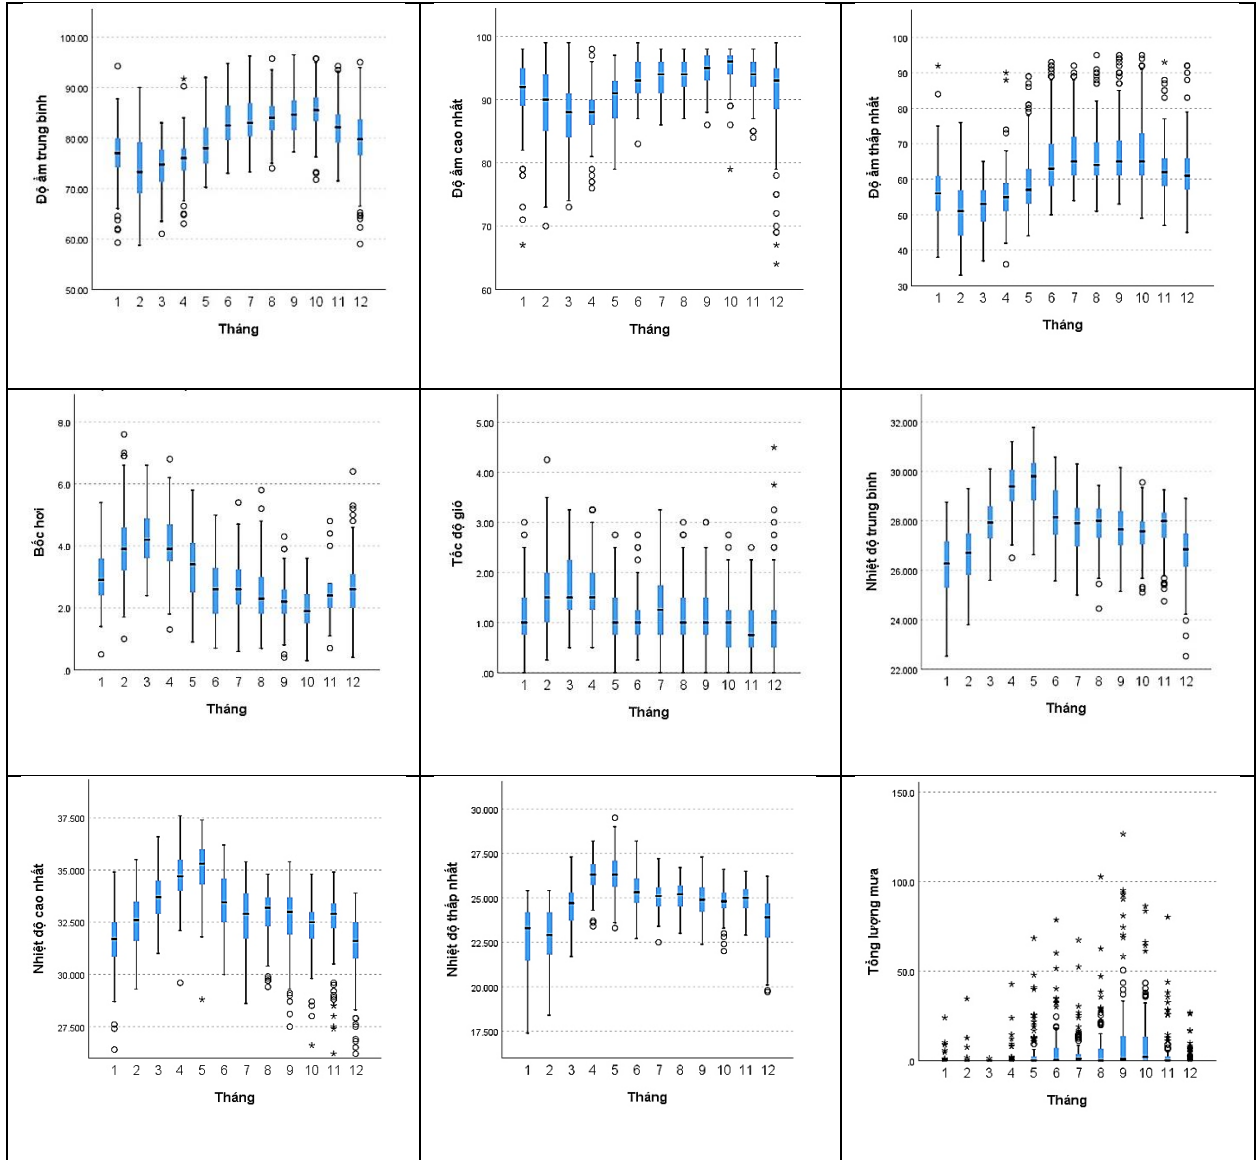 Độ ẩm trung bình
100.00
90.00
80.00
70.00
60.00
50.00
1 2 3 4 5 6 7 8 9 10 11 12
Tháng
Độ ẩm cao nhất
100
90
80
70
60
1 2 3 4 5 6 7 8 9 10 11 12
Tháng
Độ ẩm thấp nhất
100
90
80
70
60
50
40
30
1 2 3 4 5 6 7 8 9 10 11 12
Tháng
Bốc hơi
8.0
6.0
4.0
2.0
.0
1 2 3 4 5 6 7 8 9 10 11 12
Tháng
Tốc độ gió
5.00
4.00
3.00
2.00
1.00
.00
1 2 3 4 5 6 7 8 9 10 11 12
Tháng
Nhiệt độ trung bình
32.000
30.000
28.000
26.000
24.000
22.000
1 2 3 4 5 6 7 8 9 10 11 12
Tháng
Nhiệt độ cao nhất
37.500
35.000
32.500
30.000
27.500
1 2 3 4 5 6 7 8 9 10 11 12
Tháng
Nhiệt độ thấp nhất
30.000
27.500
25.000
22.500
20.000
17.500
1 2 3 4 5 6 7 8 9 10 11 12
Tháng
Tổng lượng mưa
150.0
100.0
50.0
.0
1 2 3 4 5 6 7 8 9 10 11 12
Tháng